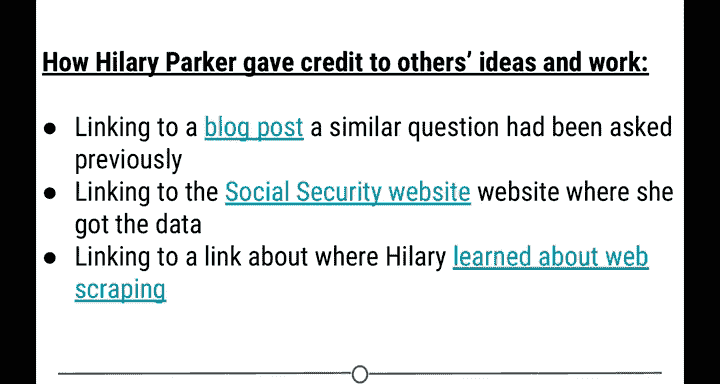 How Hilary Parker gave credit to others' ideas and work:
● Linking to a blog post a similar question had been asked
previously
● Linking to the Social Security website website where she
got the data
● Linking to a link about where Hilary learned about web
scraping